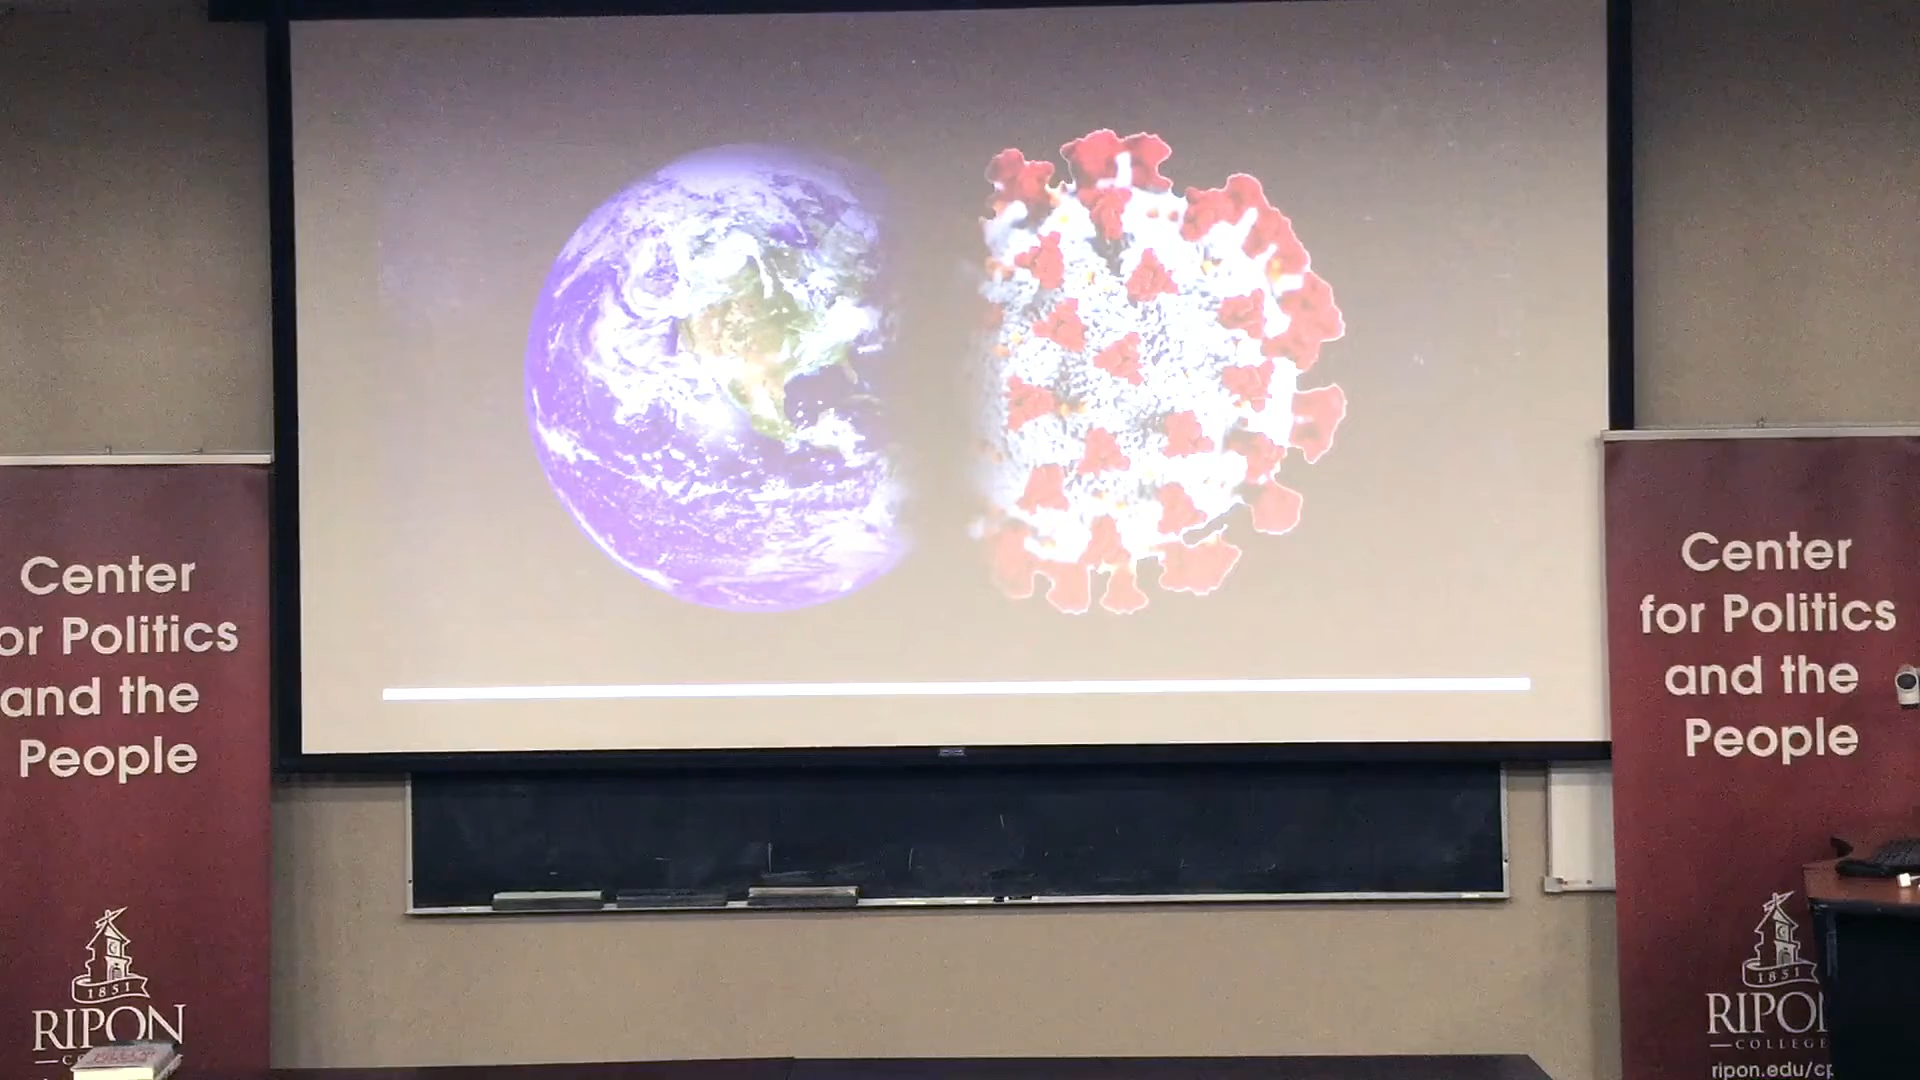 Center
or Politics
and the
People
1851
RIPON
Center
for Politics
and the
People
1851
RIPO
COLLEGE
ripon.edu/cp